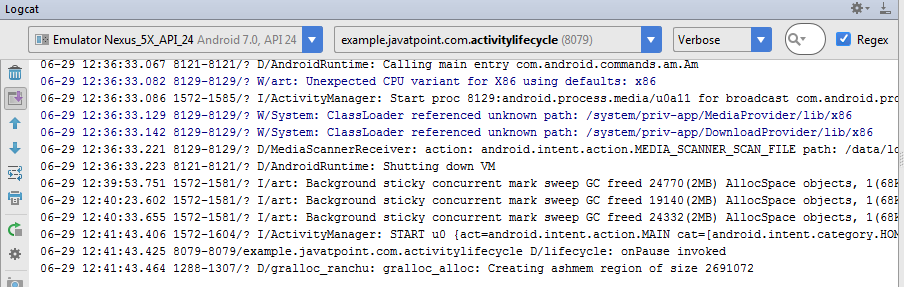 Logcat
Emulator Nexus_5X_API_24 Android 7.0, API 24
example.javatpoint.com.activitylifecycle (8079)
Verbose
Regex
06-29 12:36:33.067 8121-8121/? D/AndroidRuntime: Calling main entry com.android.commands.am.Am
06-29 12:36:33.082 8129-8129/? W/art: Unexpected CPU variant for X86 using defaults: x86
06-29 12:36:33.086 1572-1585/? I/ActivityManager: Start proc 8129:android.process.media/u0a11 for broadcast com.android.pro
06-29 12:36:33.129 8129-8129/? W/System: ClassLoader referenced unknown path: /system/priv-app/MediaProvider/lib/x86
06-29 12:36:33.142 8129-8129/? W/System: ClassLoader referenced unknown path: /system/priv-app/DownloadProvider/lib/x86
06-29 12:36:33.221 8129-8129/? D/MediaScannerReceiver: action: android.intent.action.MEDIA_SCANNER_SCAN_FILE path: /data/lo
06-29 12:36:33.223 8121-8121/? D/AndroidRuntime: Shutting down VM
06-29 12:39:53.751 1572-1581/? I/art: Background sticky concurrent mark sweep GC freed 24770(2MB) AllocSpace objects, 1(68K
06-29 12:40:23.602 1572-1581/? I/art: Background sticky concurrent mark sweep GC freed 19140(2MB) AllocSpace objects, 1(68K
06-29 12:40:33.655 1572-1581/? I/art: Background sticky concurrent mark sweep GC freed 24332(2MB) AllocSpace objects, 1(68K
06-29 12:41:43.406 1572-1604/? I/ActivityManager: START u0 {act=android.intent.action.MAIN cat=[android.intent.category.HOM
06-29 12:41:43.425 8079-8079/example.javatpoint.com.activitylifecycle D/lifecycle: onPause invoked
06-29 12:41:43.464 1288-1307/? D/gralloc_ranchu: gralloc_alloc: Creating ashmem region of size 2691072